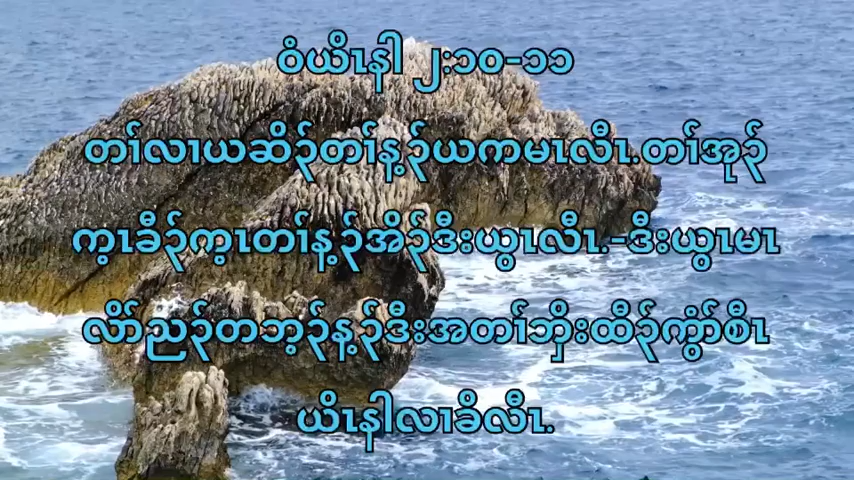 ဝံယိၤနါ ၂:၁၀-၁၁
တၢ်လၢယဆိၣ်တၢ်န့ၣ်ယကမၤလီၤ.တၢ်အုၣ်
က့ၤခီၣ်က့ၤတၢ်န့ၣ်အိၣ်ဒီးယွၤလီၤ.-ဒီးယွၤမၤ
လိာ်ညၣ်တဘ့ၣ်န့ၣ်ဒီးအတၢ်ဘှိးထီၣ်ကွံာ်စီၤ
ယိၤနါလၢခိလီၤ.